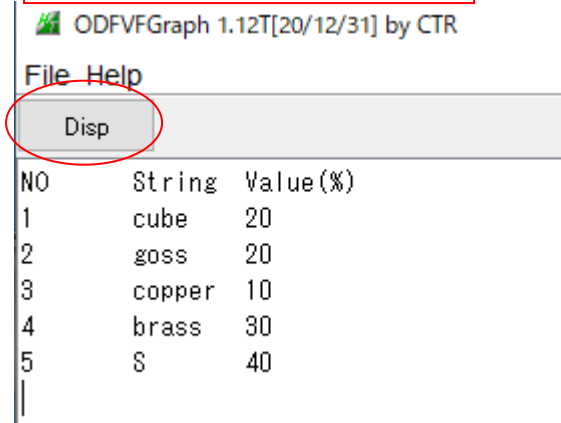 ODFVFGraph 1.12T[20/12/31] by CTR
File Help
Disp
NO String Value(%)
1 cube 20
2 goss 20
3 copper 10
4 brass 30
5 S 40